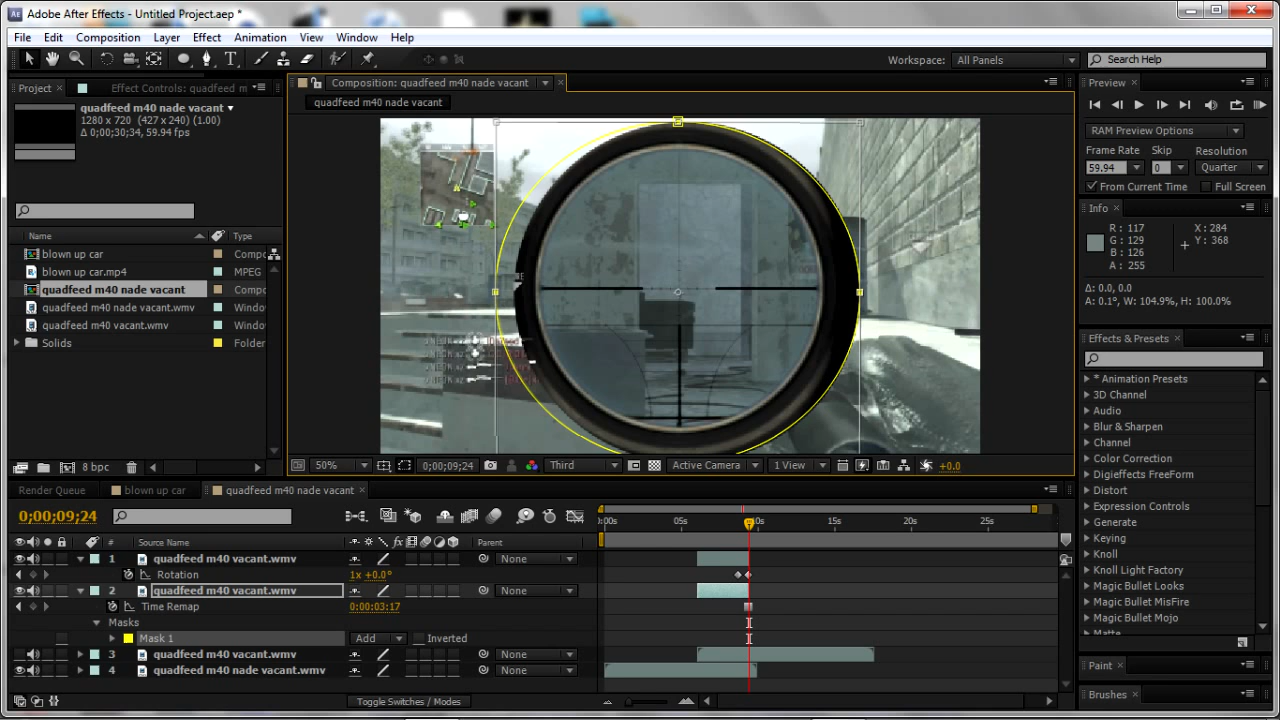 Adobe After Effects - Untitled Project.aep *
File Edit Composition Layer Effect Animation View Window Help
Workspace: All Panels
Search Help
Project
Effect Controls: quadfeed m
quadfeed m40 nade vacant
1280 x 720 (427 x 240) (1.00)
Δ 0;00;30;34, 59.94 fps
Name Type
blown up car Compo
blown up car.mp4 MPEG
quadfeed m40 nade vacant Compo
quadfeed m40 nade vacant.wmv Windo
quadfeed m40 vacant.wmv Windo
Solids Folder
8 bpc
Composition: quadfeed m40 nade vacant
quadfeed m40 nade vacant
50% 0;00;09;24 Third Active Camera 1 View +0.0
Preview
RAM Preview Options
Frame Rate Skip Resolution
59.94 0 Quarter
From Current Time Full Screen
Info
R : 117
G : 129
B : 126
A : 255
X : 284
Y : 368
Δ: 0.0, 0.0
A: 0.1°, W: 104.9%, H: 100.0%
Effects & Presets
* Animation Presets
3D Channel
Audio
Blur & Sharpen
Channel
Color Correction
Digieffects FreeForm
Distort
Expression Controls
Generate
Keying
Knoll
Knoll Light Factory
Magic Bullet Looks
Magic Bullet MisFire
Magic Bullet Mojo
Matte
Paint
Brushes
Render Queue blown up car quadfeed m40 nade vacant
0;00;09;24
:00s 05s 0s 15s 20s 25s
# Source Name Parent
1 quadfeed m40 vacant.wmv None
Rotation 1x +0.0°
2 quadfeed m40 vacant.wmv None
Time Remap 0:00:03:17
Masks
Mask 1 Add Inverted
3 quadfeed m40 vacant.wmv None
4 quadfeed m40 nade vacant.wmv None
Toggle Switches / Modes